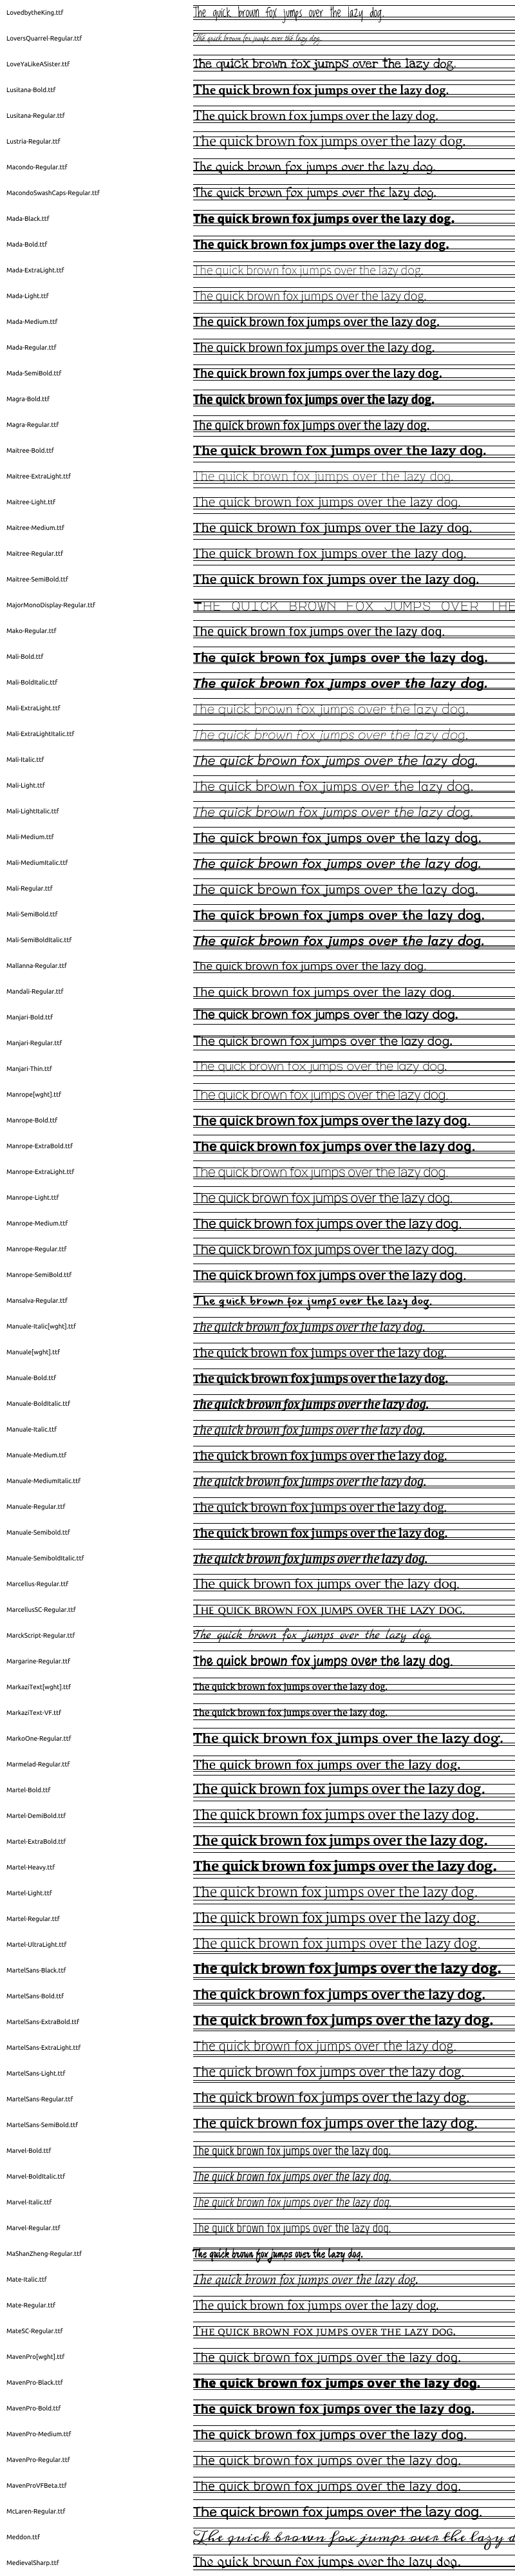 LovedbytheKing.ttf The quick brown fox jumps over the lazy dog.
LoversQuarrel-Regular.ttf The quick brown fox jumps over the lazy dog.
LoveYaLikeASister.ttf The quick brown fox jumps over the lazy dog.
Lusitana-Bold.ttf The quick brown fox jumps over the lazy dog.
Lusitana-Regular.ttf The quick brown fox jumps over the lazy dog.
Lustria-Regular.ttf The quick brown fox jumps over the lazy dog.
Macondo-Regular.ttf The quick brown fox jumps over the lazy dog.
MacondoSwashCaps-Regular.ttf The quick brown fox jumps over the lazy dog.
Mada-Black.ttf The quick brown fox jumps over the lazy dog.
Mada-Bold.ttf The quick brown fox jumps over the lazy dog.
Mada-ExtraLight.ttf The quick brown fox jumps over the lazy dog.
Mada-Light.ttf The quick brown fox jumps over the lazy dog.
Mada-Medium.ttf The quick brown fox jumps over the lazy dog.
Mada-Regular.ttf The quick brown fox jumps over the lazy dog.
Mada-SemiBold.ttf The quick brown fox jumps over the lazy dog.
Magra-Bold.ttf The quick brown fox jumps over the lazy dog.
Magra-Regular.ttf The quick brown fox jumps over the lazy dog.
Maitree-Bold.ttf The quick brown fox jumps over the lazy dog.
Maitree-ExtraLight.ttf The quick brown fox jumps over the lazy dog.
Maitree-Light.ttf The quick brown fox jumps over the lazy dog.
Maitree-Medium.ttf The quick brown fox jumps over the lazy dog.
Maitree-Regular.ttf The quick brown fox jumps over the lazy dog.
Maitree-SemiBold.ttf The quick brown fox jumps over the lazy dog.
MajorMonoDisplay-Regular.ttf THE QUICK BROWN FOX JUMPS OVER THE
Mako-Regular.ttf The quick brown fox jumps over the lazy dog.
Mali-Bold.ttf The quick brown fox jumps over the lazy dog.
Mali-BoldItalic.ttf The quick brown fox jumps over the lazy dog.
Mali-ExtraLight.ttf The quick brown fox jumps over the lazy dog.
Mali-ExtraLightItalic.ttf The quick brown fox jumps over the lazy dog.
Mali-Italic.ttf The quick brown fox jumps over the lazy dog.
Mali-Light.ttf The quick brown fox jumps over the lazy dog.
Mali-LightItalic.ttf The quick brown fox jumps over the lazy dog.
Mali-Medium.ttf The quick brown fox jumps over the lazy dog.
Mali-MediumItalic.ttf The quick brown fox jumps over the lazy dog.
Mali-Regular.ttf The quick brown fox jumps over the lazy dog.
Mali-SemiBold.ttf The quick brown fox jumps over the lazy dog.
Mali-SemiBoldItalic.ttf The quick brown fox jumps over the lazy dog.
Mallanna-Regular.ttf The quick brown fox jumps over the lazy dog.
Mandali-Regular.ttf The quick brown fox jumps over the lazy dog.
Manjari-Bold.ttf The quick brown fox jumps over the lazy dog.
Manjari-Regular.ttf The quick brown fox jumps over the lazy dog.
Manjari-Thin.ttf The quick brown fox jumps over the lazy dog.
Manrope[wght].ttf The quick brown fox jumps over the lazy dog.
Manrope-Bold.ttf The quick brown fox jumps over the lazy dog.
Manrope-ExtraBold.ttf The quick brown fox jumps over the lazy dog.
Manrope-ExtraLight.ttf The quick brown fox jumps over the lazy dog.
Manrope-Light.ttf The quick brown fox jumps over the lazy dog.
Manrope-Medium.ttf The quick brown fox jumps over the lazy dog.
Manrope-Regular.ttf The quick brown fox jumps over the lazy dog.
Manrope-SemiBold.ttf The quick brown fox jumps over the lazy dog.
Mansalva-Regular.ttf The quick brown fox jumps over the lazy dog.
Manuale-Italic[wght].ttf The quick brown fox jumps over the lazy dog.
Manuale[wght].ttf The quick brown fox jumps over the lazy dog.
Manuale-Bold.ttf The quick brown fox jumps over the lazy dog.
Manuale-BoldItalic.ttf The quick brown fox jumps over the lazy dog.
Manuale-Italic.ttf The quick brown fox jumps over the lazy dog.
Manuale-Medium.ttf The quick brown fox jumps over the lazy dog.
Manuale-MediumItalic.ttf The quick brown fox jumps over the lazy dog.
Manuale-Regular.ttf The quick brown fox jumps over the lazy dog.
Manuale-Semibold.ttf The quick brown fox jumps over the lazy dog.
Manuale-SemiboldItalic.ttf The quick brown fox jumps over the lazy dog.
Marcellus-Regular.ttf The quick brown fox jumps over the lazy dog.
MarcellusSC-Regular.ttf THE QUICK BROWN FOX JUMPS OVER THE LAZY DOG.
MarckScript-Regular.ttf The quick brown fox jumps over the lazy dog.
Margarine-Regular.ttf The quick brown fox jumps over the lazy dog.
MarkaziText[wght].ttf The quick brown fox jumps over the lazy dog.
MarkaziText-VF.ttf The quick brown fox jumps over the lazy dog.
MarkoOne-Regular.ttf The quick brown fox jumps over the lazy dog.
Marmelad-Regular.ttf The quick brown fox jumps over the lazy dog.
Martel-Bold.ttf The quick brown fox jumps over the lazy dog.
Martel-DemiBold.ttf The quick brown fox jumps over the lazy dog.
Martel-ExtraBold.ttf The quick brown fox jumps over the lazy dog.
Martel-Heavy.ttf The quick brown fox jumps over the lazy dog.
Martel-Light.ttf The quick brown fox jumps over the lazy dog.
Martel-Regular.ttf The quick brown fox jumps over the lazy dog.
Martel-UltraLight.ttf The quick brown fox jumps over the lazy dog.
MartelSans-Black.ttf The quick brown fox jumps over the lazy dog.
MartelSans-Bold.ttf The quick brown fox jumps over the lazy dog.
MartelSans-ExtraBold.ttf The quick brown fox jumps over the lazy dog.
MartelSans-ExtraLight.ttf The quick brown fox jumps over the lazy dog.
MartelSans-Light.ttf The quick brown fox jumps over the lazy dog.
MartelSans-Regular.ttf The quick brown fox jumps over the lazy dog.
MartelSans-SemiBold.ttf The quick brown fox jumps over the lazy dog.
Marvel-Bold.ttf The quick brown fox jumps over the lazy dog.
Marvel-BoldItalic.ttf The quick brown fox jumps over the lazy dog.
Marvel-Italic.ttf The quick brown fox jumps over the lazy dog.
Marvel-Regular.ttf The quick brown fox jumps over the lazy dog.
MaShanZheng-Regular.ttf The quick brown fox jumps over the lazy dog.
Mate-Italic.ttf The quick brown fox jumps over the lazy dog.
Mate-Regular.ttf The quick brown fox jumps over the lazy dog.
MateSC-Regular.ttf THE QUICK BROWN FOX JUMPS OVER THE LAZY DOG.
MavenPro[wght].ttf The quick brown fox jumps over the lazy dog.
MavenPro-Black.ttf The quick brown fox jumps over the lazy dog.
MavenPro-Bold.ttf The quick brown fox jumps over the lazy dog.
MavenPro-Medium.ttf The quick brown fox jumps over the lazy dog.
MavenPro-Regular.ttf The quick brown fox jumps over the lazy dog.
MavenProVFBeta.ttf The quick brown fox jumps over the lazy dog.
McLaren-Regular.ttf The quick brown fox jumps over the lazy dog.
Meddon.ttf The quick brown fox jumps over the lazy d
MedievalSharp.ttf The quick brown fox jumps over the lazy dog.